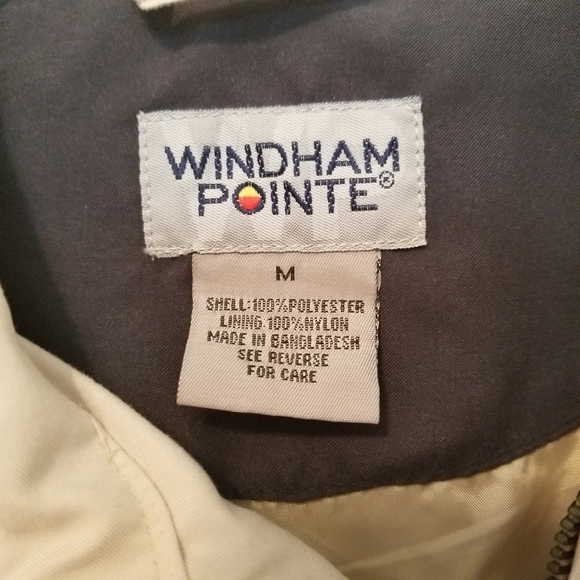 WINDHAM
POINTE®
M
SHELL:100%POLYESTER
LINING:100%NYLON
MADE IN BANGLADESH
SEE REVERSE
FOR CARE